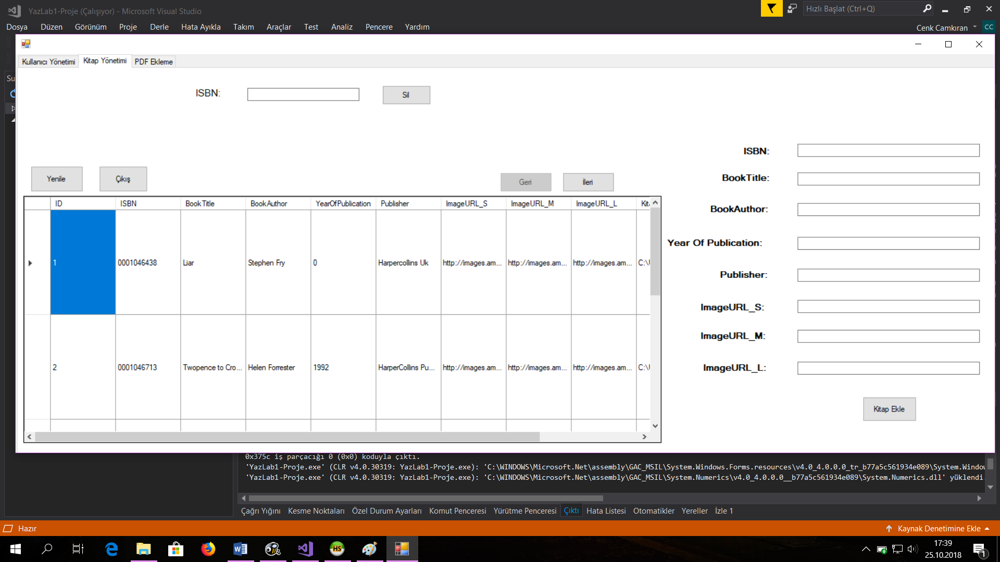 YazLab1-Proje (Çalışıyor) - Microsoft Visual Studio
Hızlı Başlat (Ctrl+Q)
Dosya Düzen Görünüm Proje Derle Hata Ayıkla Takım Araçlar Test Analiz Pencere Yardım
Cenk Camkıran CC
Kullanıcı Yönetimi Kitap Yönetimi PDF Ekleme
Su
ISBN: Sil
ISBN:
BookTitle:
Yenile Çıkış Geri İleri
ID ISBN BookTitle BookAuthor YearOfPublication Publisher ImageURL_S ImageURL_M ImageURL_L Kit
BookAuthor:
Year Of Publication:
1 0001046438 Liar Stephen Fry 0 Harpercollins Uk http://images.am... http://images.am... http://images.am... C:\
Publisher:
ImageURL_S:
ImageURL_M:
2 0001046713 Twopence to Cro... Helen Forrester 1992 HarperCollins Pu... http://images.am... http://images.am... http://images.am... C:\
ImageURL_L:
Kitap Ekle
0x375c iş parçacığı 0 (0x0) koduyla çıktı.
'YazLab1-Proje.exe' (CLR v4.0.30319: YazLab1-Proje.exe): 'C:\WINDOWS\Microsoft.Net\assembly\GAC_MSIL\System.Windows.Forms.resources\v4.0_4.0.0.0_tr_b77a5c561934e089\System.Window
'YazLab1-Proje.exe' (CLR v4.0.30319: YazLab1-Proje.exe): 'C:\WINDOWS\Microsoft.Net\assembly\GAC_MSIL\System.Numerics\v4.0_4.0.0.0__b77a5c561934e089\System.Numerics.dll' yüklendi
Çağrı Yığını Kesme Noktaları Özel Durum Ayarları Komut Penceresi Yürütme Penceresi Çıktı Hata Listesi Otomatikler Yereller İzle 1
Hazır
Kaynak Denetimine Ekle
HS
17:39
25.10.2018
1